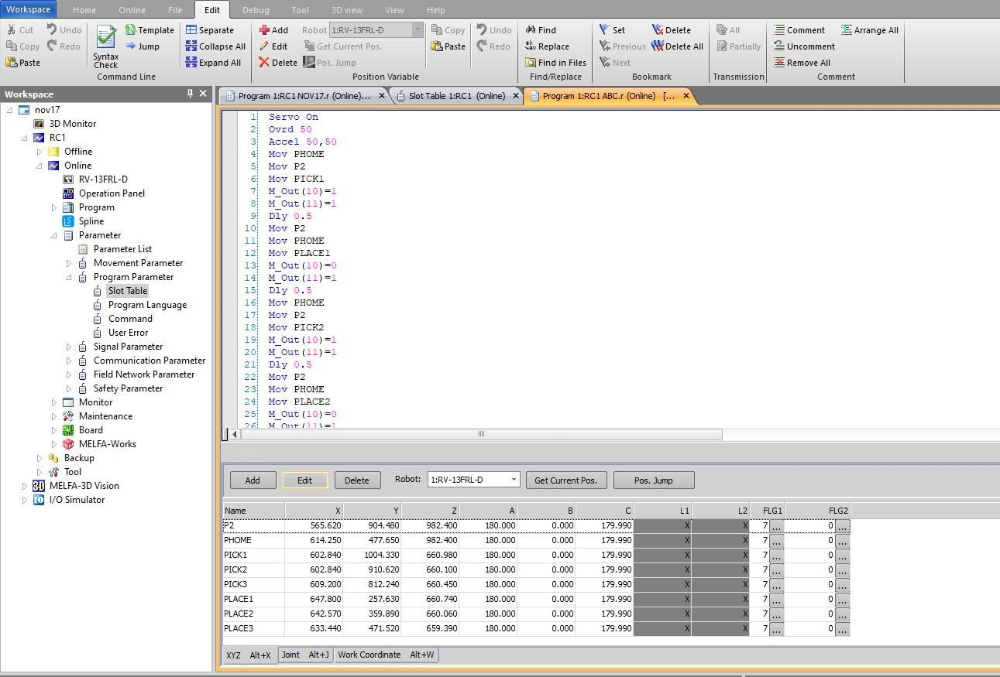 Workspace Home Online File Edit Debug Tool 3D view View Help
Cut Undo Template Separate Add Robot 1:RV-13FRL-D Copy Undo Find Set Delete All Comment Arrange All
Copy Redo Jump Collapse All Edit Get Current Pos. Paste Redo Replace Previous Delete All Partially Uncomment
Paste Syntax Check Expand All Delete Pos. Jump Find in Files Next Remove All
Command Line Position Variable Find/Replace Bookmark Transmission Comment
Workspace
nov17
3D Monitor
RC1
Offline
Online
RV-13FRL-D
Operation Panel
Program
Spline
Parameter
Parameter List
Movement Parameter
Program Parameter
Slot Table
Program Language
Command
User Error
Signal Parameter
Communication Parameter
Field Network Parameter
Safety Parameter
Monitor
Maintenance
Board
MELFA-Works
Backup
Tool
MELFA-3D Vision
I/O Simulator
Program 1:RC1 NOV17.r (Online)... Slot Table 1:RC1 (Online) Program 1:RC1 ABC.r (Online) [...
1 Servo On
2 Ovrd 50
3 Accel 50,50
4 Mov PHOME
5 Mov P2
6 Mov PICK1
7 M_Out(10)=1
8 M_Out(11)=1
9 Dly 0.5
10 Mov P2
11 Mov PHOME
12 Mov PLACE1
13 M_Out(10)=0
14 M_Out(11)=1
15 Dly 0.5
16 Mov PHOME
17 Mov P2
18 Mov PICK2
19 M_Out(10)=1
20 M_Out(11)=1
21 Dly 0.5
22 Mov P2
23 Mov PHOME
24 Mov PLACE2
25 M_Out(10)=0
26 M_Out(11)=1
Add Edit Delete Robot: 1:RV-13FRL-D Get Current Pos. Pos. Jump
Name X Y Z A B C L1 L2 FLG1 FLG2
P2 565.620 904.480 982.400 180.000 0.000 179.990 X X 7 ... 0 ...
PHOME 614.250 477.650 982.400 180.000 0.000 179.990 X X 7 ... 0 ...
PICK1 602.840 1004.330 660.980 180.000 0.000 179.990 X X 7 ... 0 ...
PICK2 602.840 910.620 660.100 180.000 0.000 179.990 X X 7 ... 0 ...
PICK3 609.200 812.240 660.450 180.000 0.000 179.990 X X 7 ... 0 ...
PLACE1 647.800 257.630 660.740 180.000 0.000 179.990 X X 7 ... 0 ...
PLACE2 642.570 359.890 660.060 180.000 0.000 179.990 X X 7 ... 0 ...
PLACE3 633.440 471.520 659.390 180.000 0.000 179.990 X X 7 ... 0 ...
XYZ Alt+X Joint Alt+J Work Coordinate Alt+W